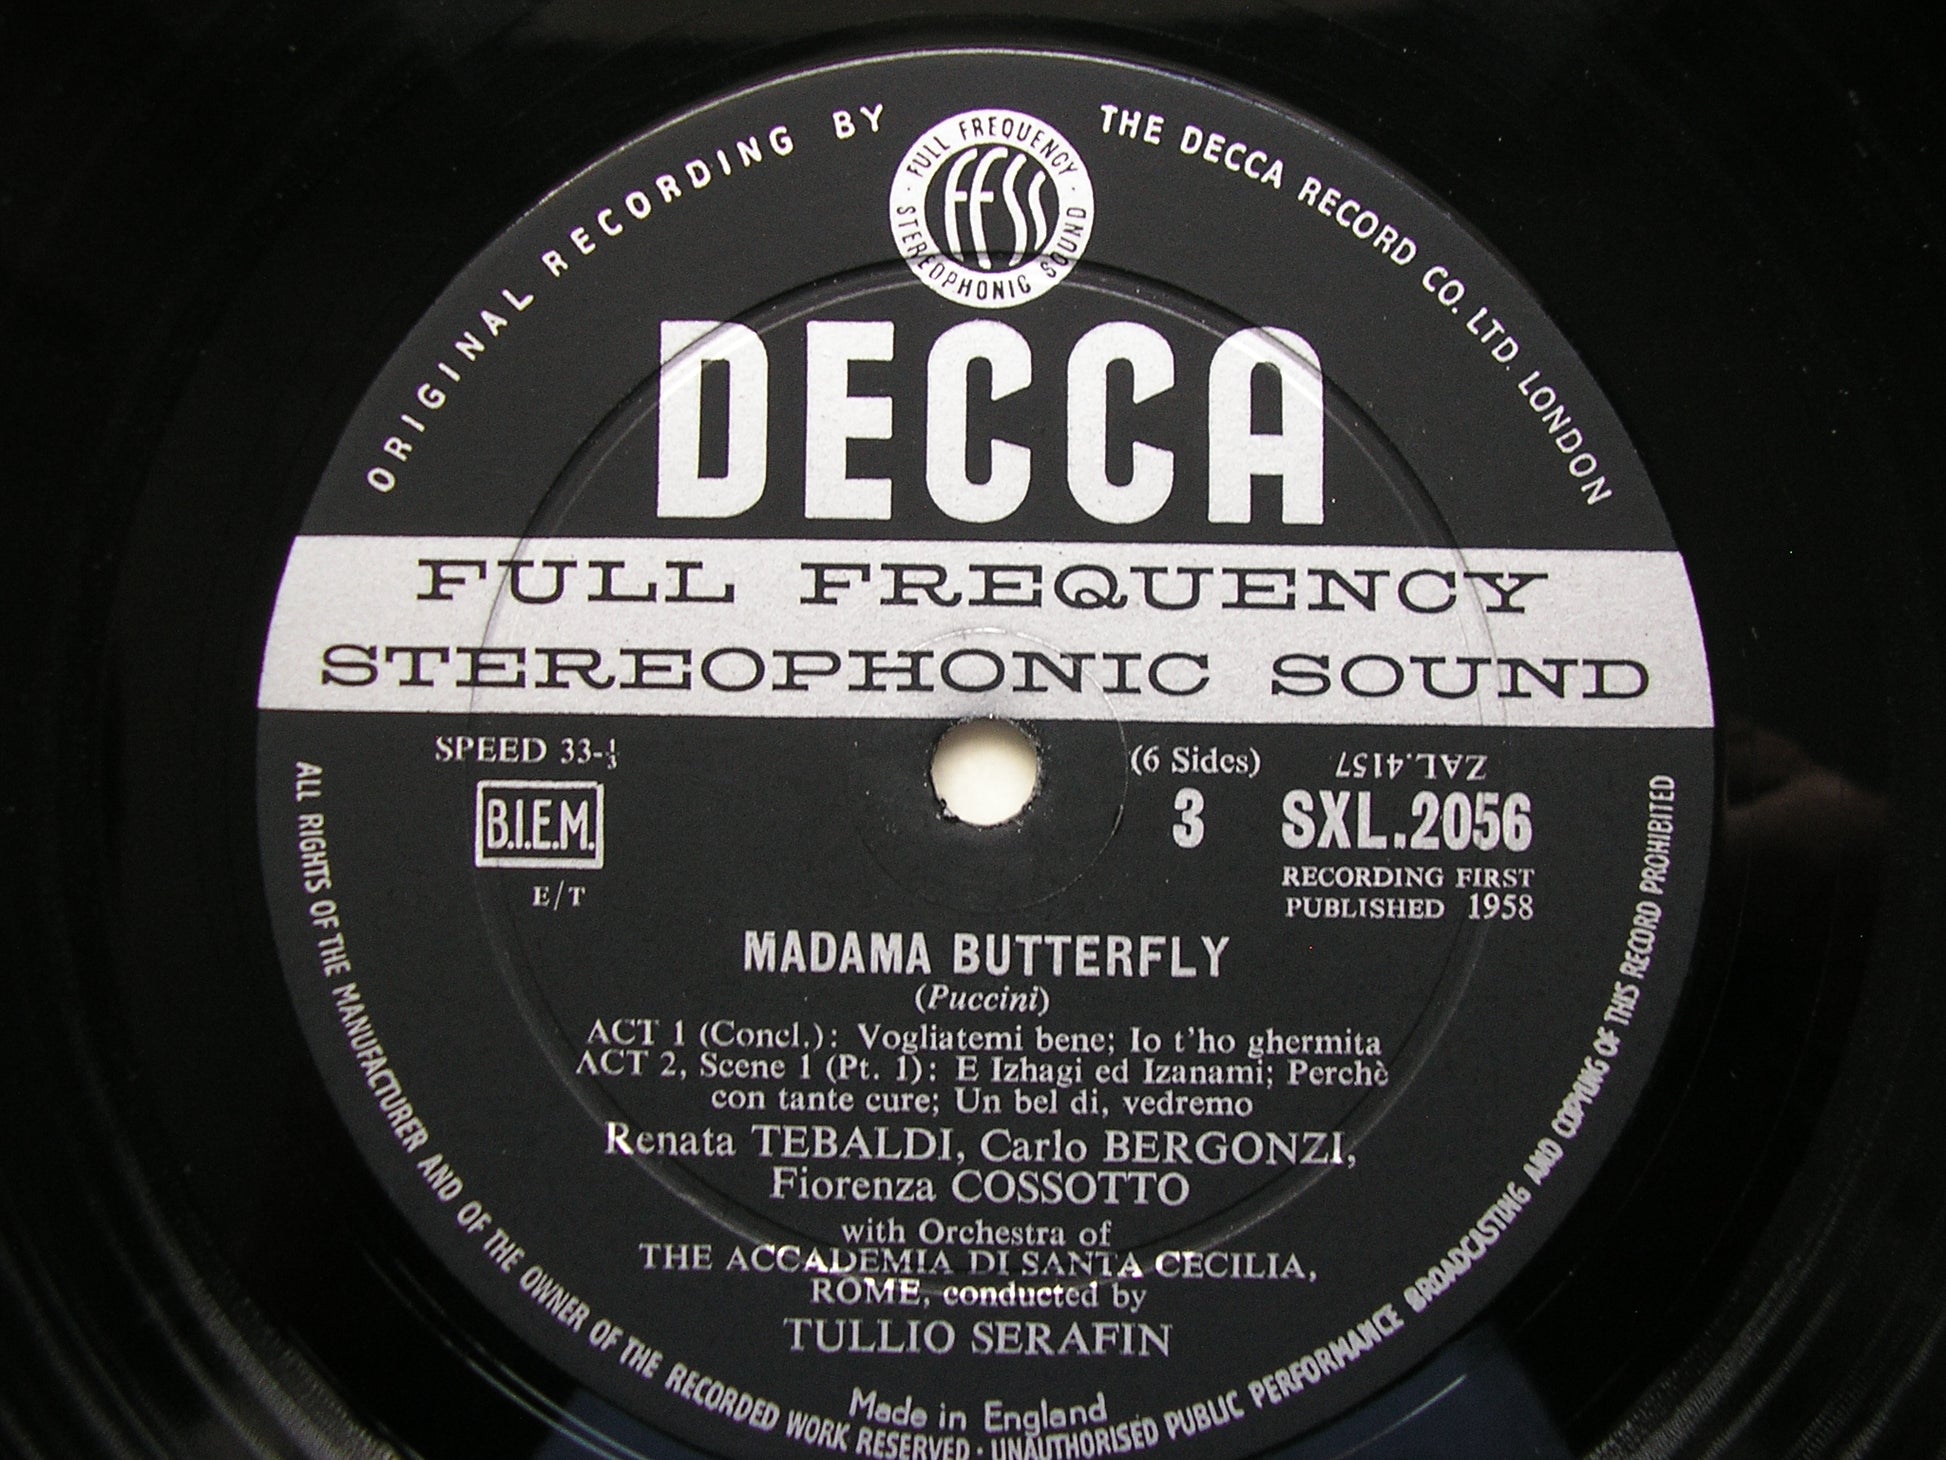 ORIGINAL RECORDING BY THE DECCA RECORD CO. LTD. LONDON
FULL FREQUENCY
FFSS
STEREOPHONIC SOUND
DECCA
FULL FREQUENCY
STEREOPHONIC SOUND
SPEED 33-⅓
B.I.E.M.
E/T
(6 Sides)
3
ZAL.4157
SXL.2056
RECORDING FIRST
PUBLISHED 1958
MADAMA BUTTERFLY
(Puccini)
ACT 1 (Concl.): Vogliatemi bene; Io t'ho ghermita
ACT 2, Scene 1 (Pt. 1): E Izhagi ed Izanami; Perchè
con tante cure; Un bel di, vedremo
Renata TEBALDI, Carlo BERGONZI,
Fiorenza COSSOTTO
with Orchestra of
THE ACCADEMIA DI SANTA CECILIA,
ROME, conducted by
TULLIO SERAFIN
Made in England
ALL RIGHTS OF THE MANUFACTURER AND OF THE OWNER OF THE RECORDED WORK RESERVED · UNAUTHORISED PUBLIC PERFORMANCE BROADCASTING AND COPYING OF THIS RECORD PROHIBITED